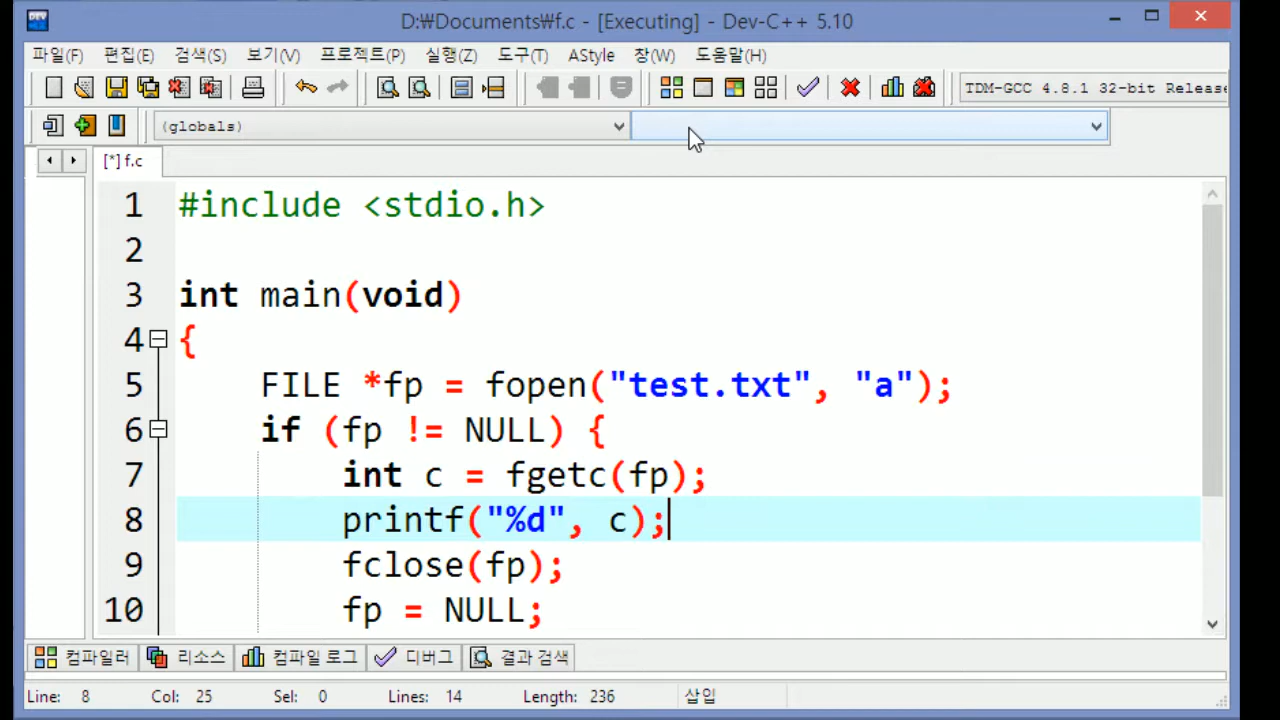 D:₩Documents₩f.c - [Executing] - Dev-C++ 5.10
파일(F) 편집(E) 검색(S) 보기(V) 프로젝트(P) 실행(Z) 도구(T) AStyle 창(W) 도움말(H)
TDM-GCC 4.8.1 32-bit Release
(globals)
[*] f.c
1 #include <stdio.h>
2
3 int main(void)
4 {
5 FILE *fp = fopen("test.txt", "a");
6 if (fp != NULL) {
7 int c = fgetc(fp);
8 printf("%d", c);
9 fclose(fp);
10 fp = NULL;
컴파일러 리소스 컴파일 로그 디버그 결과 검색
Line: 8 Col: 25 Sel: 0 Lines: 14 Length: 236 삽입